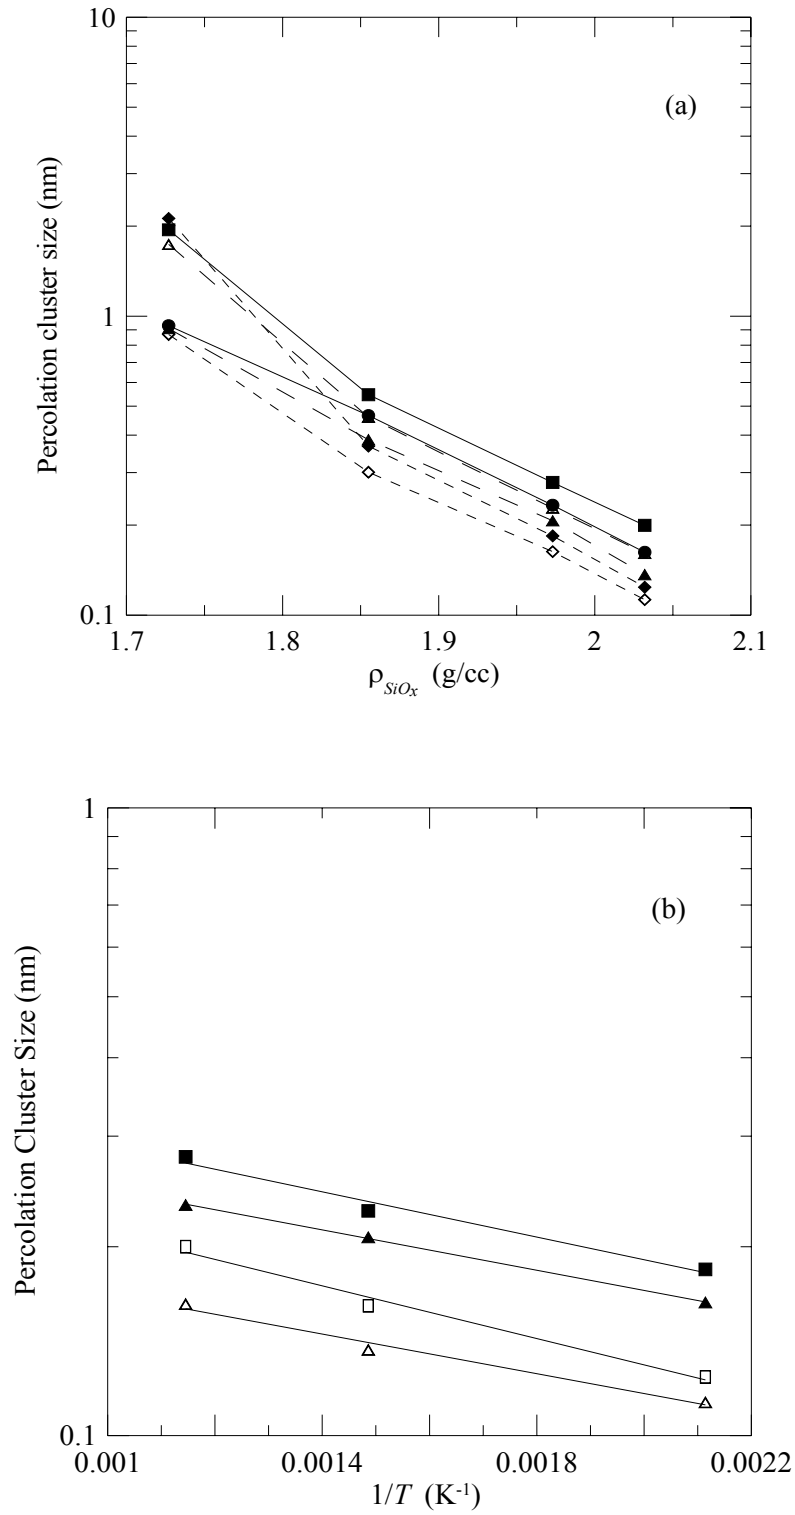 10
(a)
Percolation cluster size (nm)
1
0.1
1.7 1.8 1.9 2 2.1
ρSiOx (g/cc)
1
(b)
Percolation Cluster Size (nm)
0.1
0.001 0.0014 0.0018 0.0022
1/T (K-1)